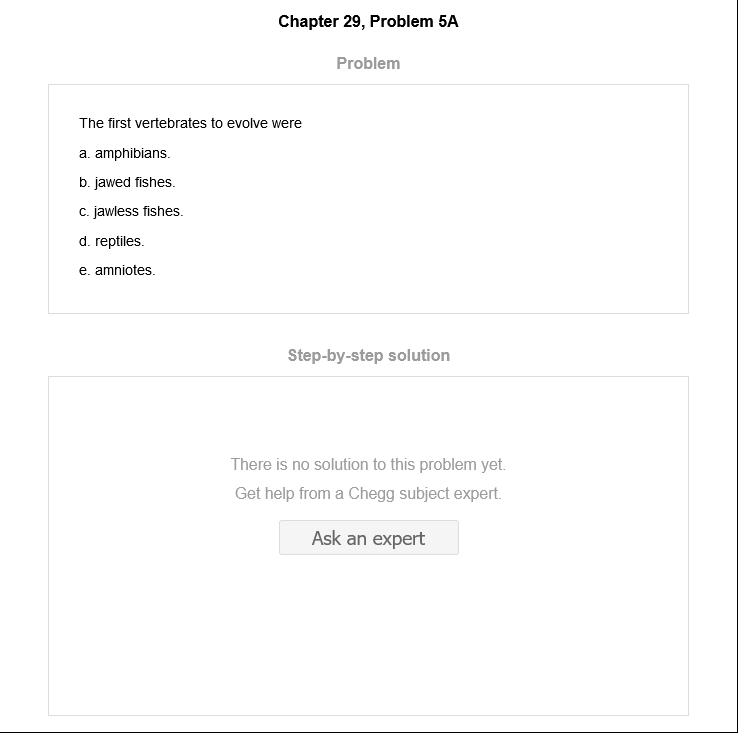 Chapter 29, Problem 5A
Problem
The first vertebrates to evolve were
a. amphibians.
b. jawed fishes.
c. jawless fishes.
d. reptiles.
e. amniotes.
Step-by-step solution
There is no solution to this problem yet.
Get help from a Chegg subject expert.
Ask an expert